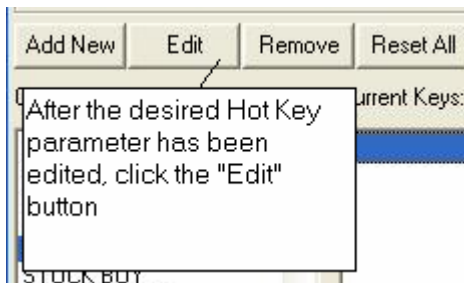 Add New Edit Remove Reset All
urrent Keys:
After the desired Hot Key
parameter has been
edited, click the "Edit"
button
STOCK BUY